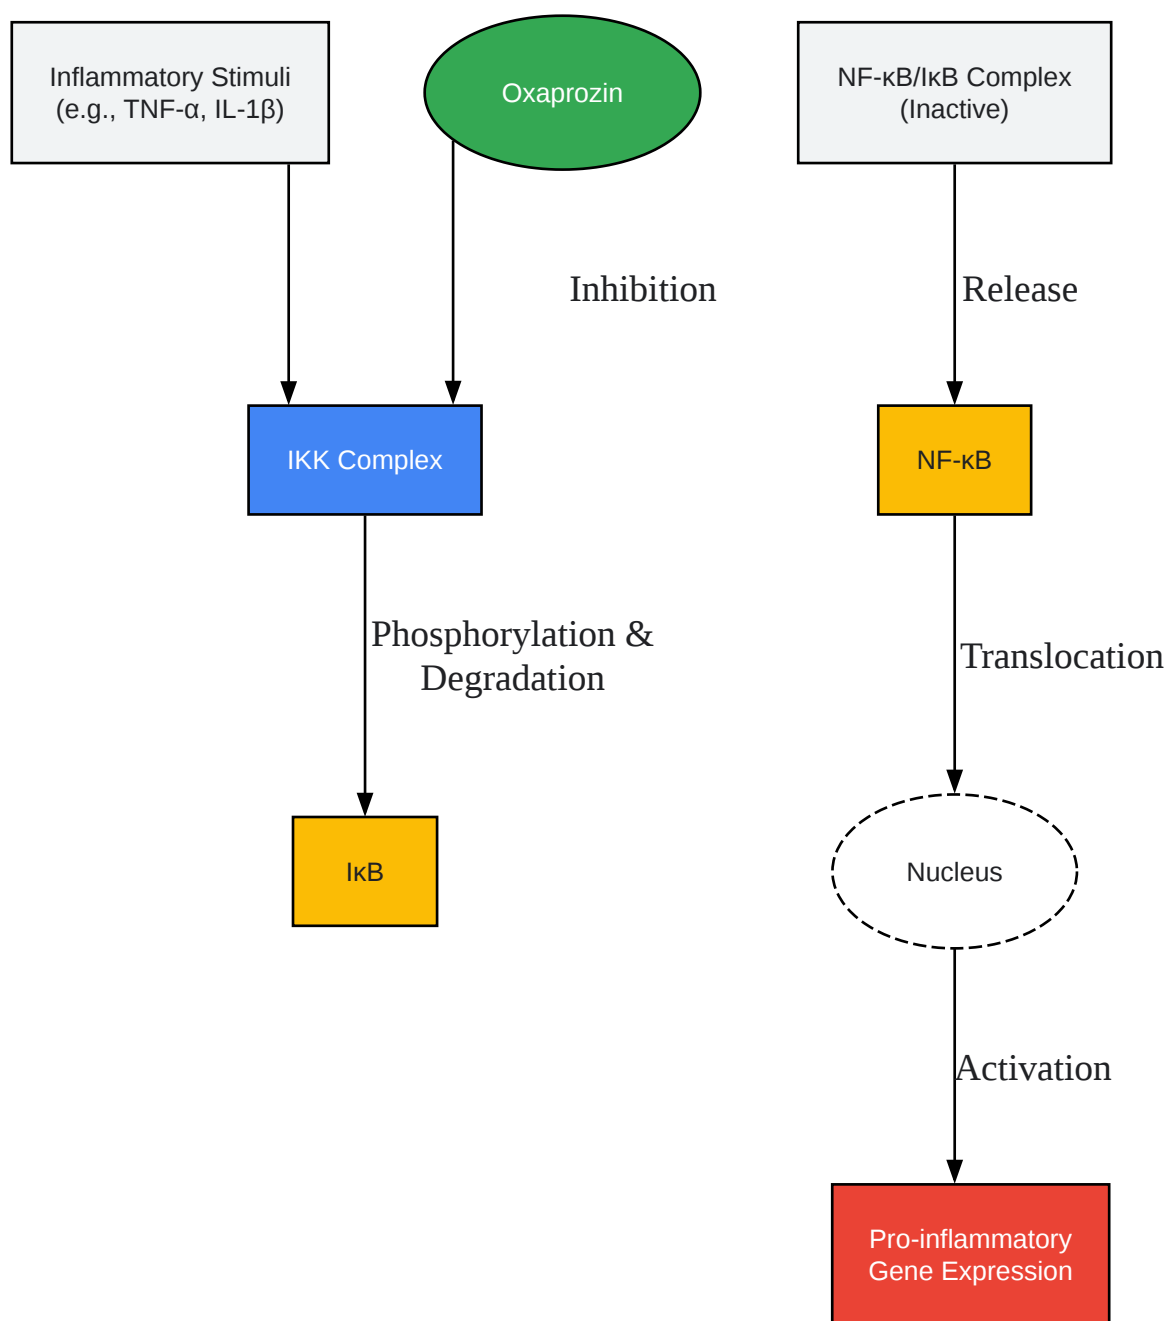 Inflammatory Stimuli
(e.g., TNF-α, IL-1β)
Oxaprozin
NF-κB/IκB Complex
(Inactive)
Inhibition
Release
IKK Complex
NF-κB
Phosphorylation &
Degradation
Translocation
IκB
Nucleus
Activation
Pro-inflammatory
Gene Expression